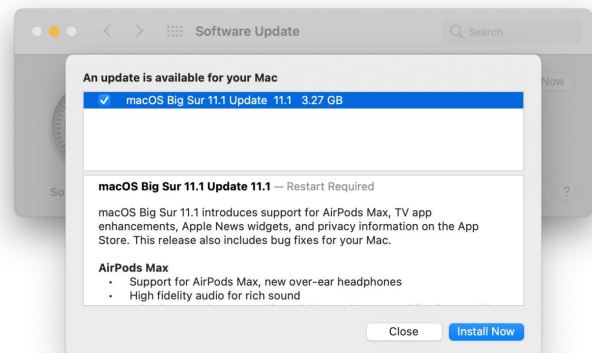 Software Update
Search
An update is available for your Mac
Now
macOS Big Sur 11.1 Update 11.1 3.27 GB
macOS Big Sur 11.1 Update 11.1 — Restart Required
So
?
macOS Big Sur 11.1 introduces support for AirPods Max, TV app
enhancements, Apple News widgets, and privacy information on the App
Store. This release also includes bug fixes for your Mac.
AirPods Max
• Support for AirPods Max, new over-ear headphones
• High fidelity audio for rich sound
Close
Install Now